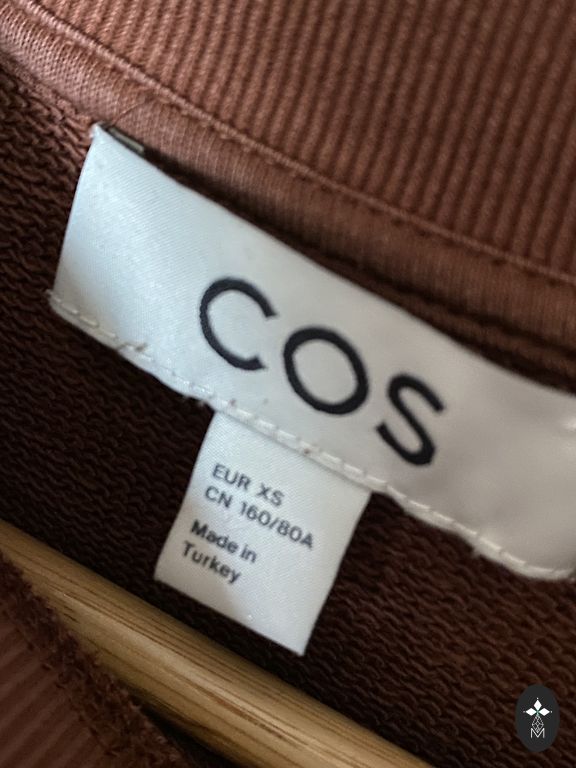 COS
EUR XS
CN 160/80A
Made in
Turkey
M